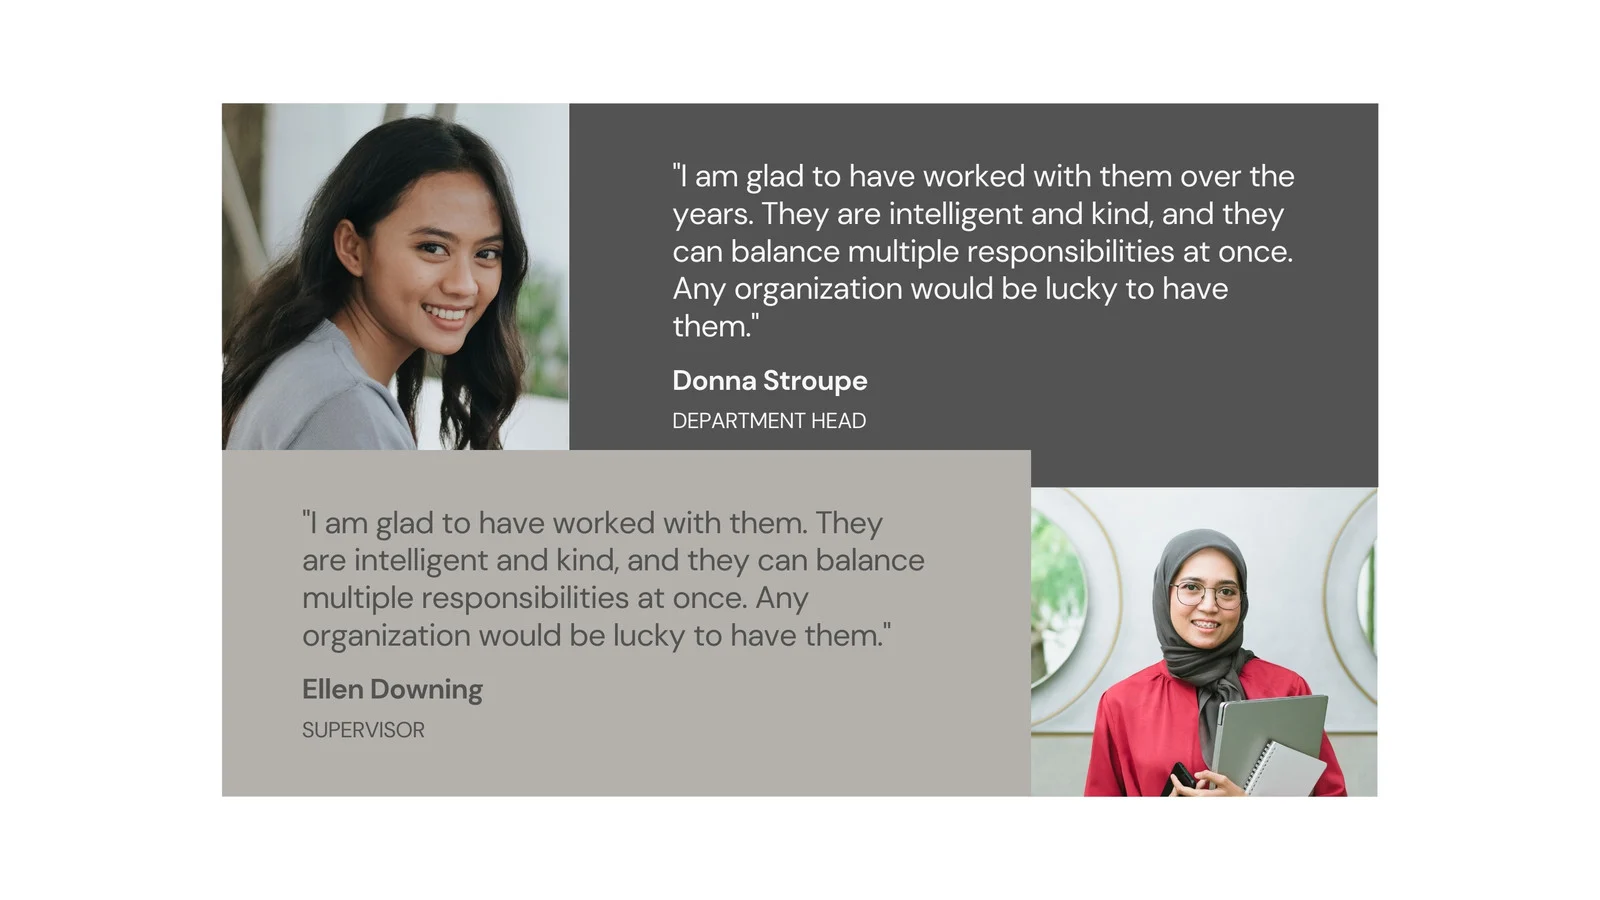 "I am glad to have worked with them over the
years. They are intelligent and kind, and they
can balance multiple responsibilities at once.
Any organization would be lucky to have
them."
Donna Stroupe
DEPARTMENT HEAD
"I am glad to have worked with them. They
are intelligent and kind, and they can balance
multiple responsibilities at once. Any
organization would be lucky to have them."
Ellen Downing
SUPERVISOR